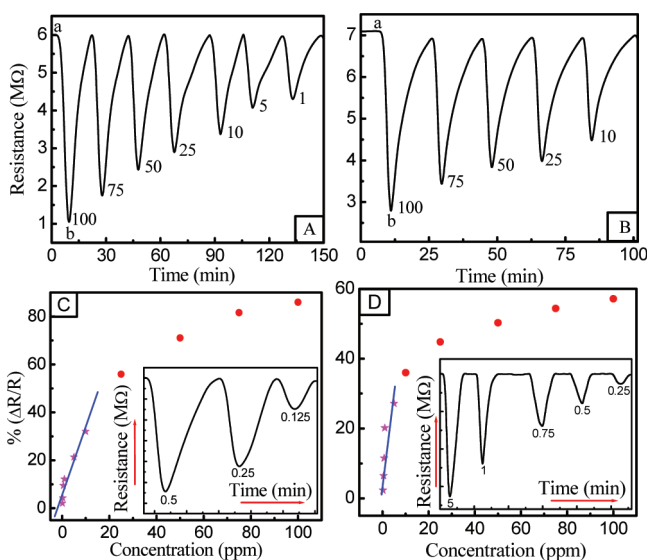 a
6
5
4
3
2
1
Resistance (MΩ)
100
b
75
50
25
10
5
1
A
0 30 60 90 120 150
Time (min)
a
7
6
5
4
3
Resistance (MΩ)
100
b
75
50
25
10
B
0 25 50 75 100
Time (min)
C
80
60
40
20
0
% (ΔR/R)
Resistance (MΩ)
0.5
0.25
0.125
Time (min)
0 20 40 60 80 100
Concentration (ppm)
D
60
40
20
0
Resistance (MΩ)
5
1
0.75
0.5
0.25
Time (min)
0 20 40 60 80 100
Concentration (ppm)